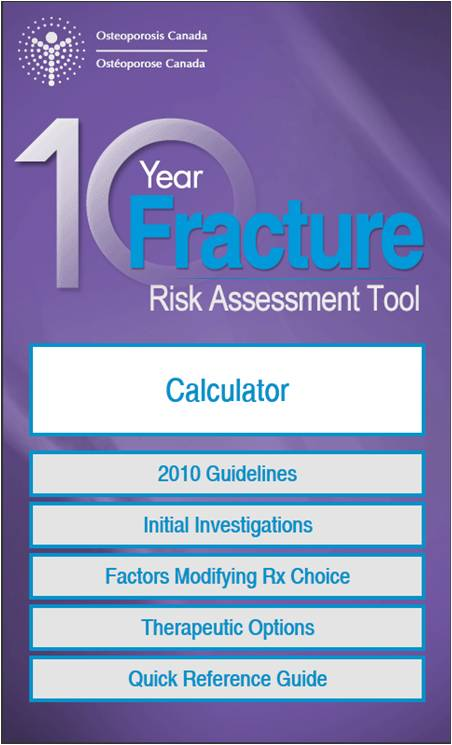 Osteoporosis Canada
Ostéoporose Canada
10
Year
Fracture
Risk Assessment Tool
Calculator
2010 Guidelines
Initial Investigations
Factors Modifying Rx Choice
Therapeutic Options
Quick Reference Guide